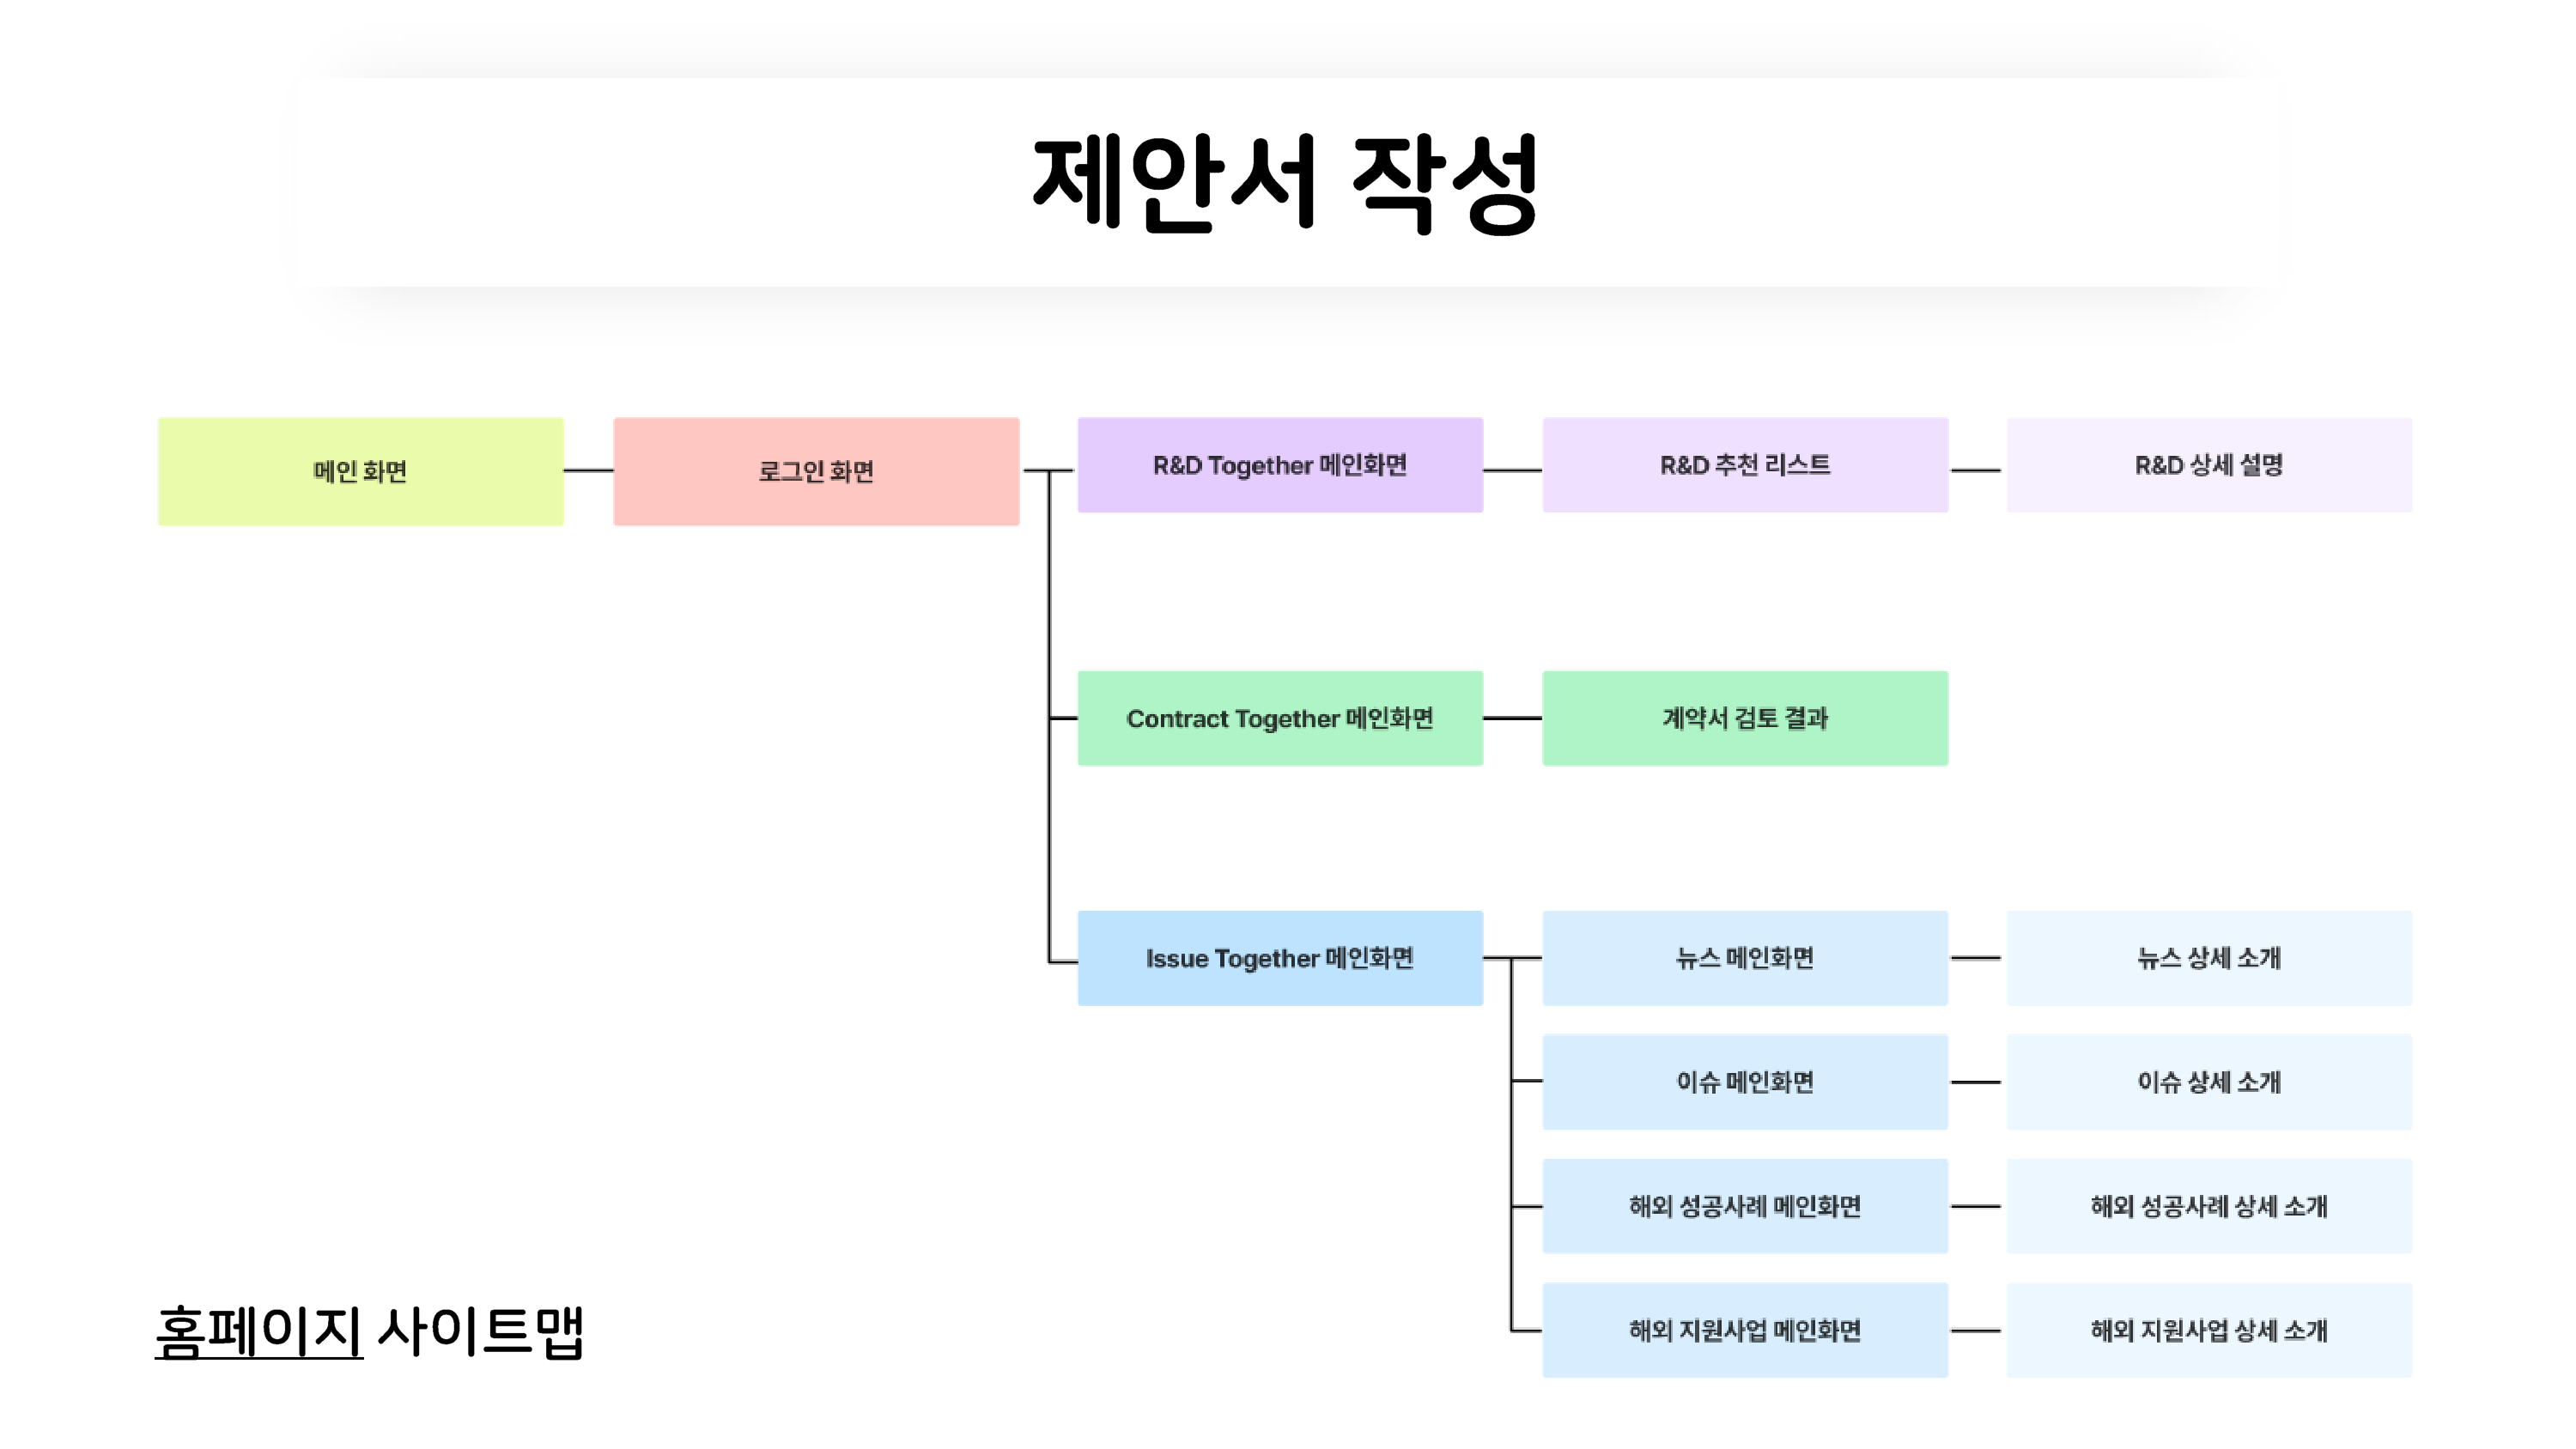 제안서 작성
메인 화면
로그인 화면
R&D Together 메인화면
R&D 추천 리스트
R&D 상세 설명
Contract Together 메인화면
계약서 검토 결과
Issue Together 메인화면
뉴스 메인화면
뉴스 상세 소개
이슈 메인화면
이슈 상세 소개
해외 성공사례 메인화면
해외 성공사례 상세 소개
해외 지원사업 메인화면
해외 지원사업 상세 소개
홈페이지 사이트맵